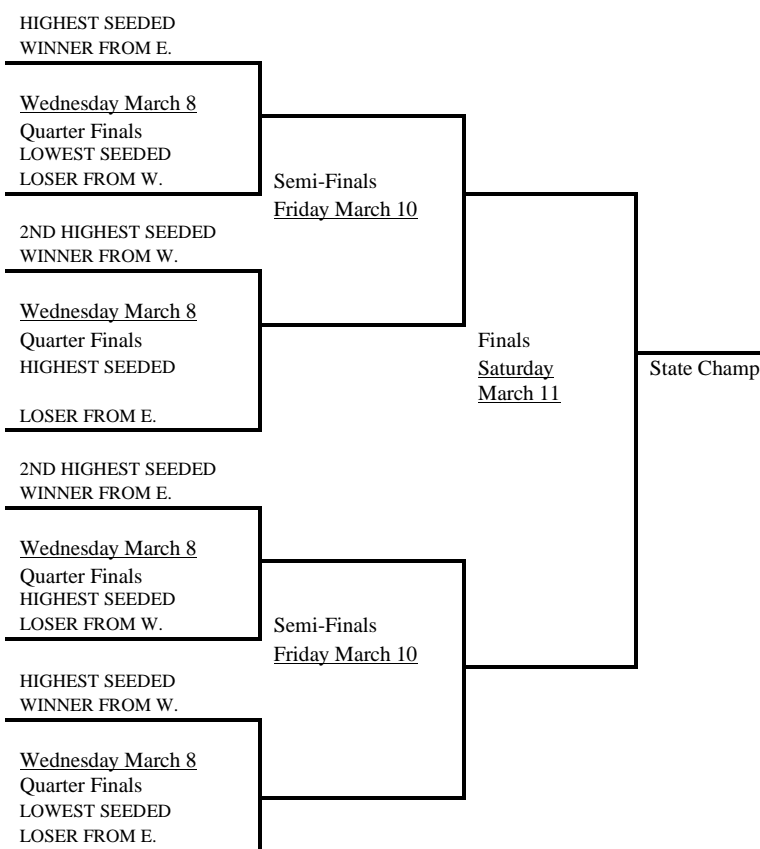 HIGHEST SEEDED
WINNER FROM E.
Wednesday March 8
Quarter Finals
LOWEST SEEDED
LOSER FROM W.
Semi-Finals
Friday March 10
2ND HIGHEST SEEDED
WINNER FROM W.
Wednesday March 8
Quarter Finals
HIGHEST SEEDED
LOSER FROM E.
Finals
Saturday
March 11
State Champ
2ND HIGHEST SEEDED
WINNER FROM E.
Wednesday March 8
Quarter Finals
HIGHEST SEEDED
LOSER FROM W.
Semi-Finals
Friday March 10
HIGHEST SEEDED
WINNER FROM W.
Wednesday March 8
Quarter Finals
LOWEST SEEDED
LOSER FROM E.